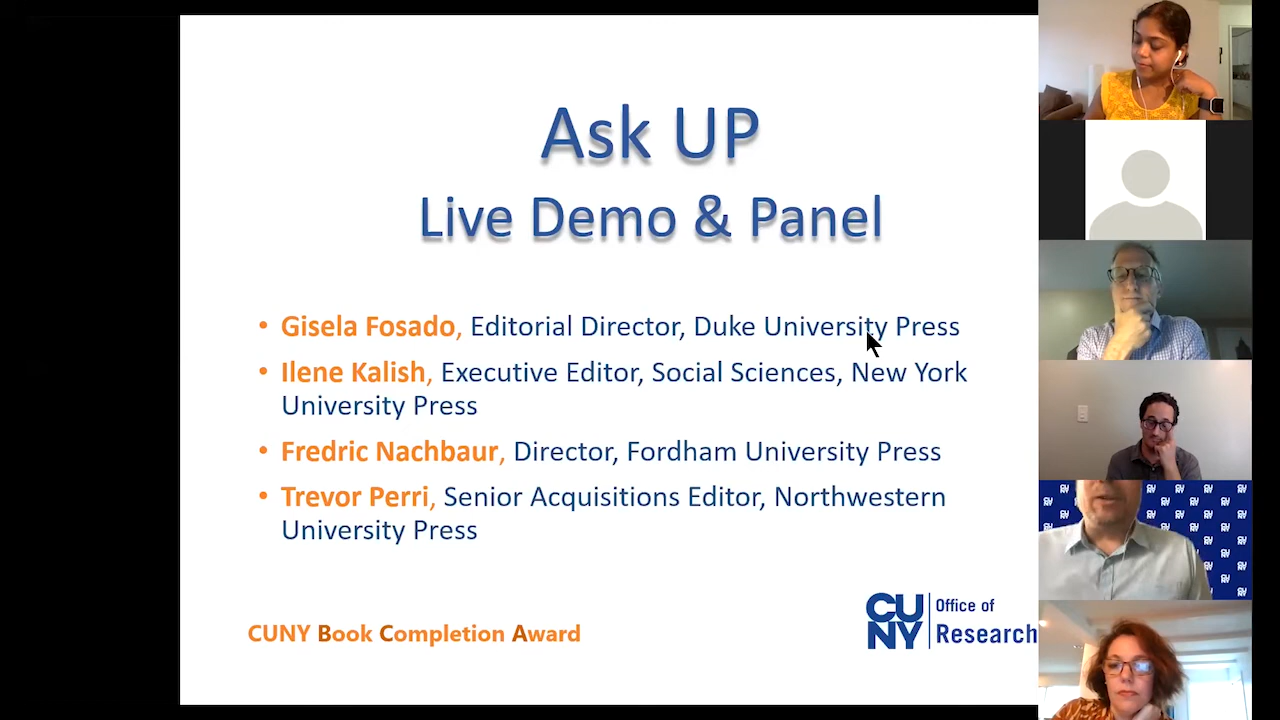 Ask UP
Live Demo & Panel
• Gisela Fosado, Editorial Director, Duke University Press
• Ilene Kalish, Executive Editor, Social Sciences, New York
University Press
• Fredric Nachbaur, Director, Fordham University Press
• Trevor Perri, Senior Acquisitions Editor, Northwestern
University Press
CUNY Book Completion Award
CU
NY
Office of
Research